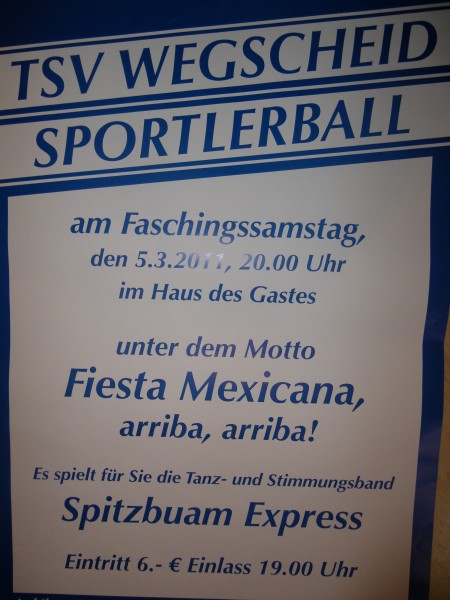 TSV WEGSCHEID
SPORTLERBALL
am Faschingssamstag,
den 5.3.2011, 20.00 Uhr
im Haus des Gastes
unter dem Motto
Fiesta Mexicana,
arriba, arriba!
Es spielt für Sie die Tanz- und Stimmungsband
Spitzbuam Express
Eintritt 6.- € Einlass 19.00 Uhr